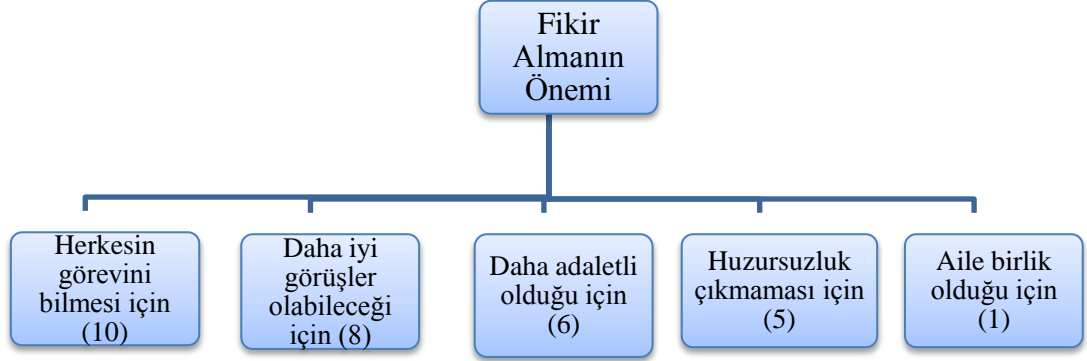 Fikir
Almanın
Önemi
Herkesin
görevini
bilmesi için
(10)
Daha iyi
görüşler
olabileceği
için (8)
Daha adaletli
olduğu için
(6)
Huzursuzluk
çıkmaması için
(5)
Aile birlik
olduğu için
(1)